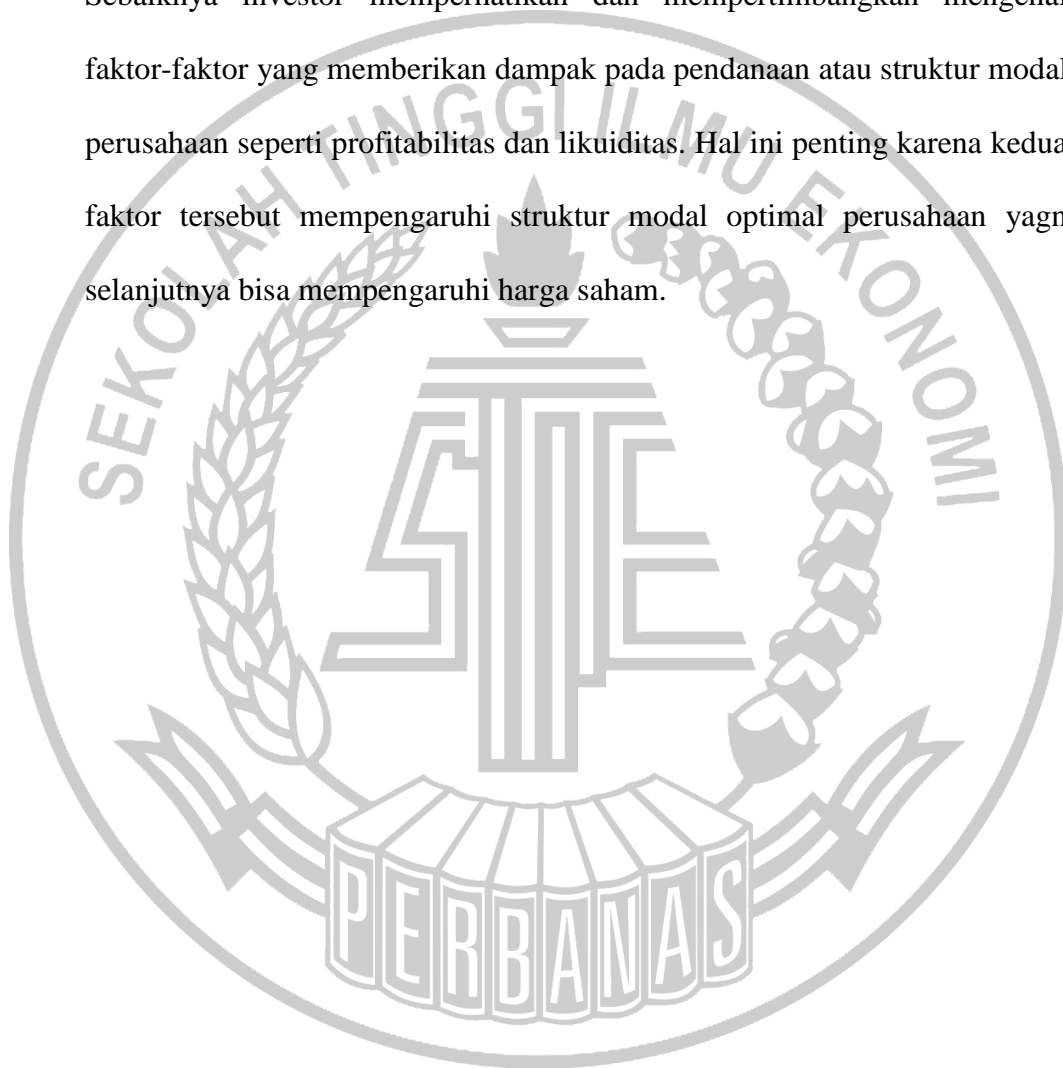 Sebaiknya investor memperhatikan dan mempertimbangkan mengenai
faktor-faktor yang memberikan dampak pada pendanaan atau struktur modal
perusahaan seperti profitabilitas dan likuiditas. Hal ini penting karena kedua
faktor tersebut mempengaruhi struktur modal optimal perusahaan yagn
selanjutnya bisa mempengaruhi harga saham.
SEKOLAH TINGGI ILMU EKONOMI
STIE
PERBANAS